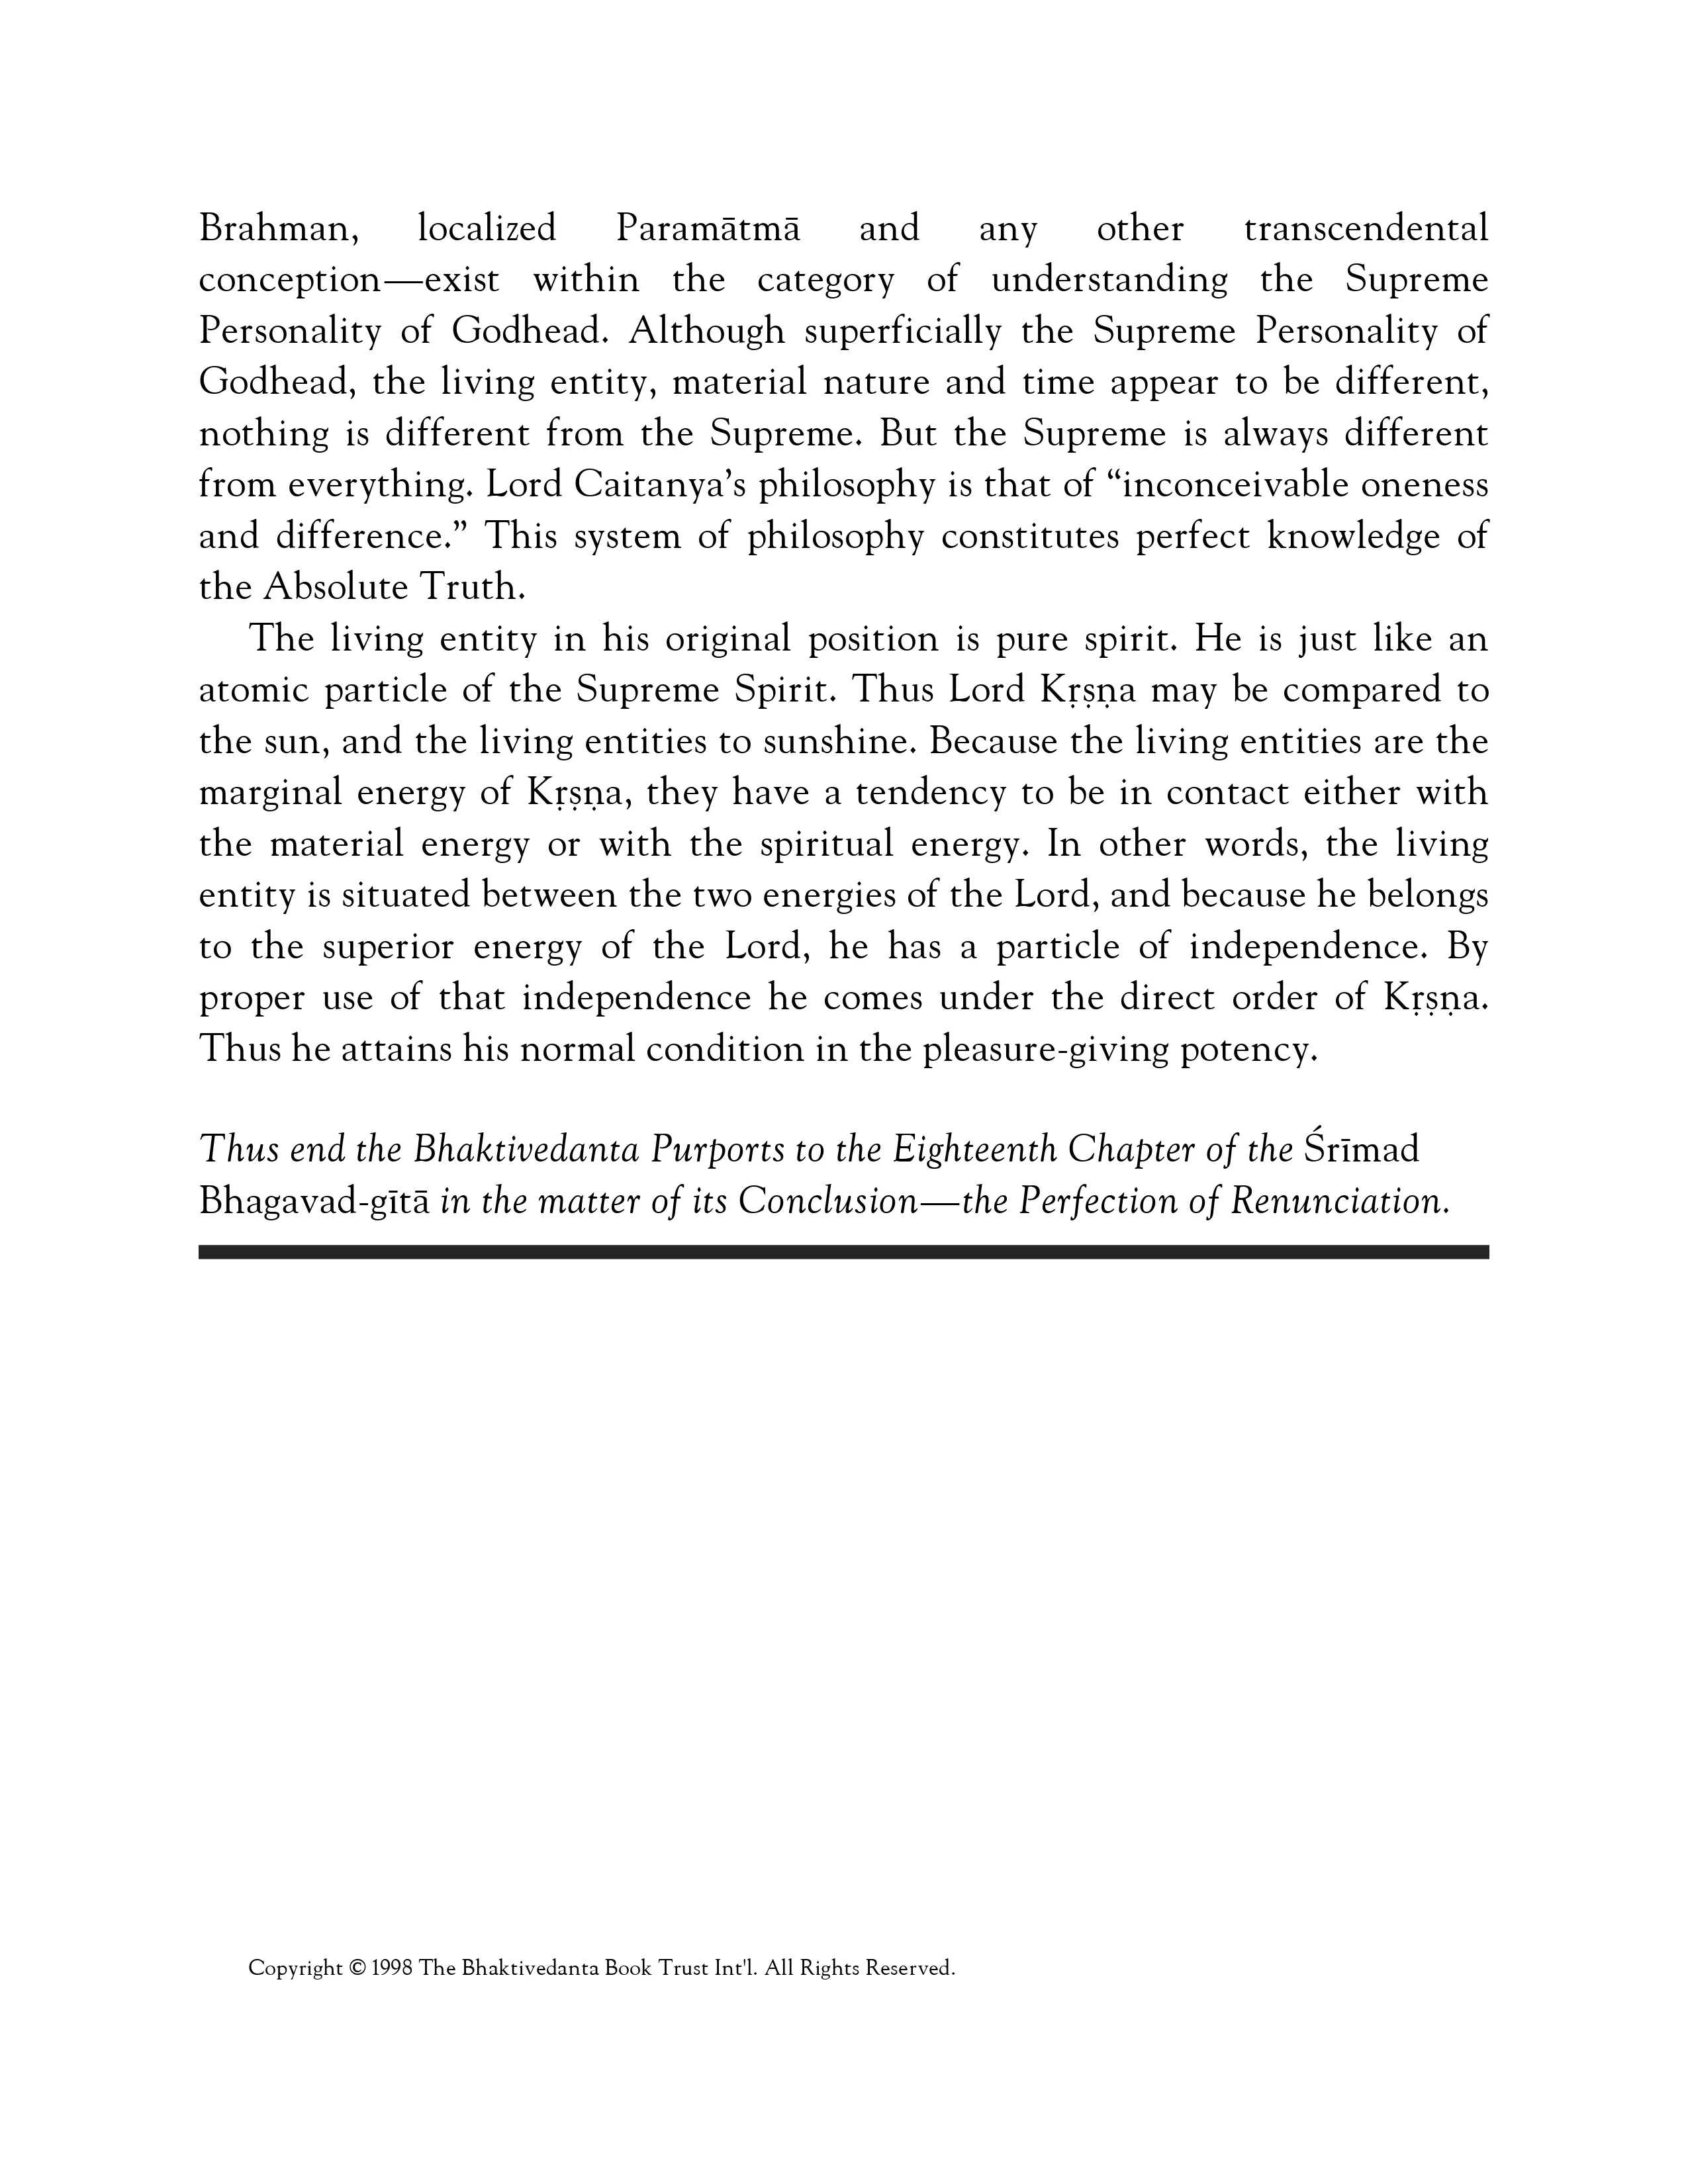 Brahman, localized Paramātmā and any other transcendental
conception—exist within the category of understanding the Supreme
Personality of Godhead. Although superficially the Supreme Personality of
Godhead, the living entity, material nature and time appear to be different,
nothing is different from the Supreme. But the Supreme is always different
from everything. Lord Caitanya’s philosophy is that of “inconceivable oneness
and difference.” This system of philosophy constitutes perfect knowledge of
the Absolute Truth.
The living entity in his original position is pure spirit. He is just like an
atomic particle of the Supreme Spirit. Thus Lord Kṛṣṇa may be compared to
the sun, and the living entities to sunshine. Because the living entities are the
marginal energy of Kṛṣṇa, they have a tendency to be in contact either with
the material energy or with the spiritual energy. In other words, the living
entity is situated between the two energies of the Lord, and because he belongs
to the superior energy of the Lord, he has a particle of independence. By
proper use of that independence he comes under the direct order of Kṛṣṇa.
Thus he attains his normal condition in the pleasure-giving potency.
Thus end the Bhaktivedanta Purports to the Eighteenth Chapter of the Śrīmad
Bhagavad-gītā in the matter of its Conclusion—the Perfection of Renunciation.
Copyright © 1998 The Bhaktivedanta Book Trust Int'l. All Rights Reserved.